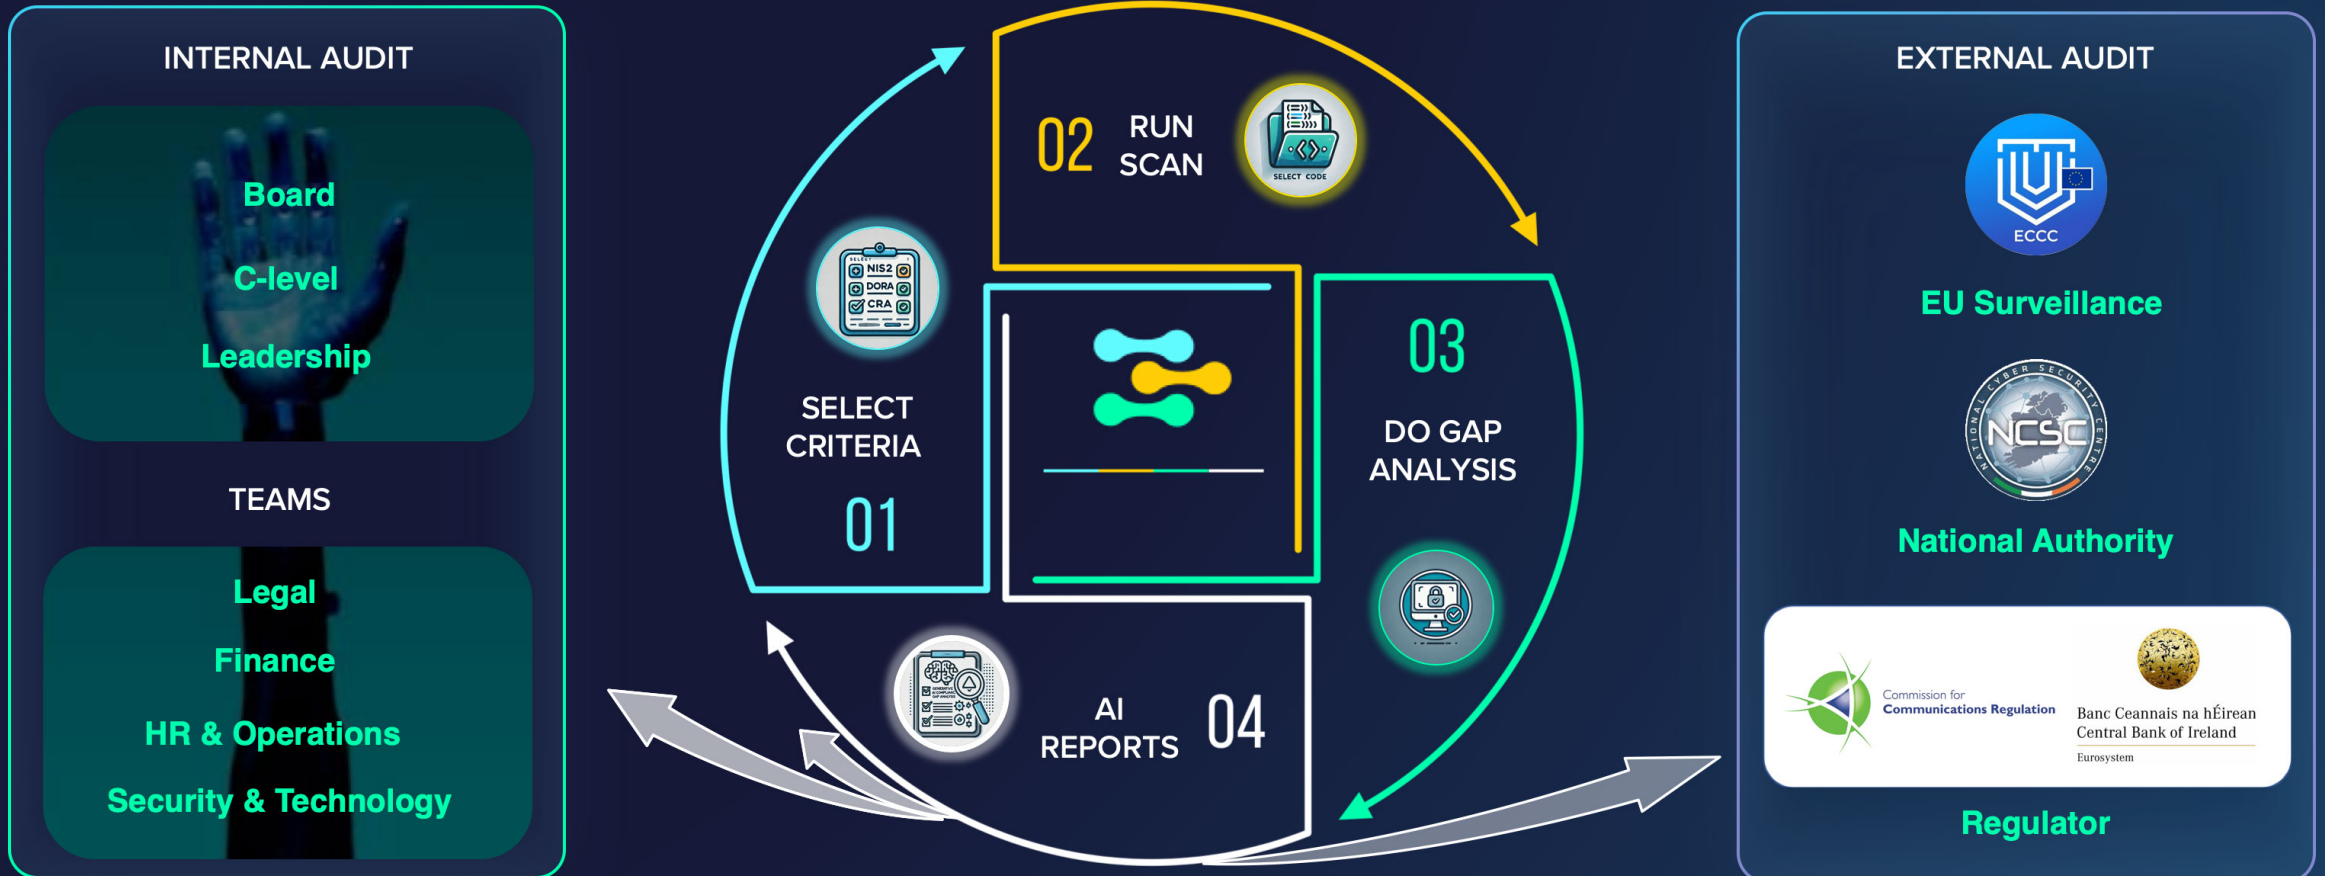 INTERNAL AUDIT
Board
C-level
Leadership
TEAMS
Legal
Finance
HR & Operations
Security & Technology
SELECT
NIS2
DORA
CRA
SELECT
CRITERIA
01
02
RUN
SCAN
SELECT CODE
03
DO GAP
ANALYSIS
AI
REPORTS
04
EXTERNAL AUDIT
ECCC
EU Surveillance
NATIONAL CYBER SECURITY CENTRE
NCSC
National Authority
Commission for
Communications Regulation
Banc Ceannais na hÉirean
Central Bank of Ireland
Eurosystem
Regulator